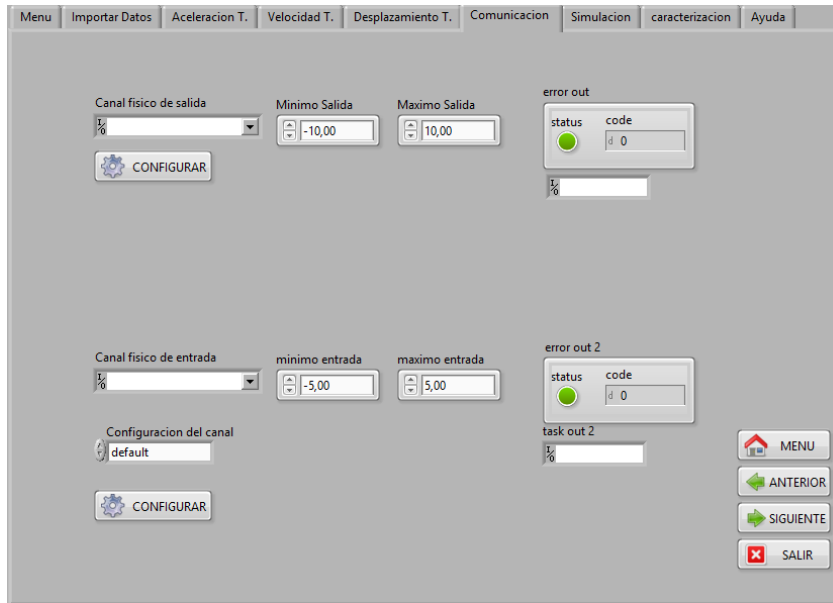 Menu Importar Datos Aceleracion T. Velocidad T. Desplazamiento T. Comunicacion Simulacion caracterizacion Ayuda
Canal fisico de salida Minimo Salida Maximo Salida error out
I/O -10,00 10,00 status code
d 0
CONFIGURAR
I/O
Canal fisico de entrada minimo entrada maximo entrada error out 2
I/O -5,00 5,00 status code
d 0
Configuracion del canal task out 2
default I/O
MENU
ANTERIOR
CONFIGURAR SIGUIENTE
SALIR